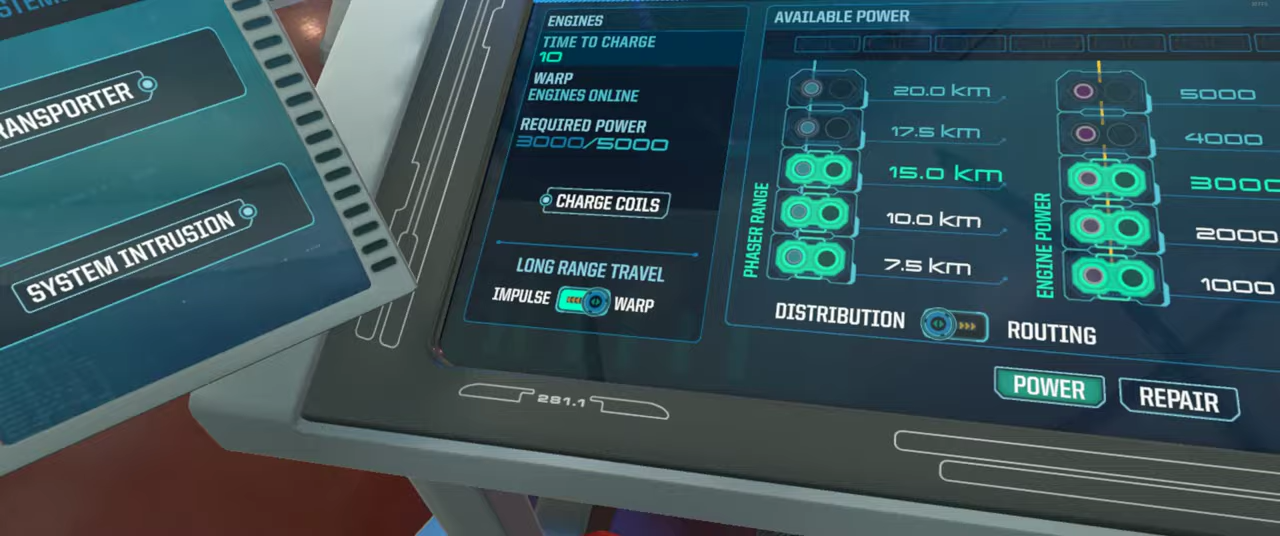 RANSPORTER
SYSTEM INTRUSION
ENGINES
TIME TO CHARGE
10
WARP
ENGINES ONLINE
REQUIRED POWER
3000/5000
CHARGE COILS
LONG RANGE TRAVEL
IMPULSE
WARP
AVAILABLE POWER
PHASER RANGE
20.0 km
17.5 km
15.0 km
10.0 km
7.5 km
ENGINE POWER
5000
4000
3000
2000
1000
DISTRIBUTION
ROUTING
POWER
REPAIR
281.1